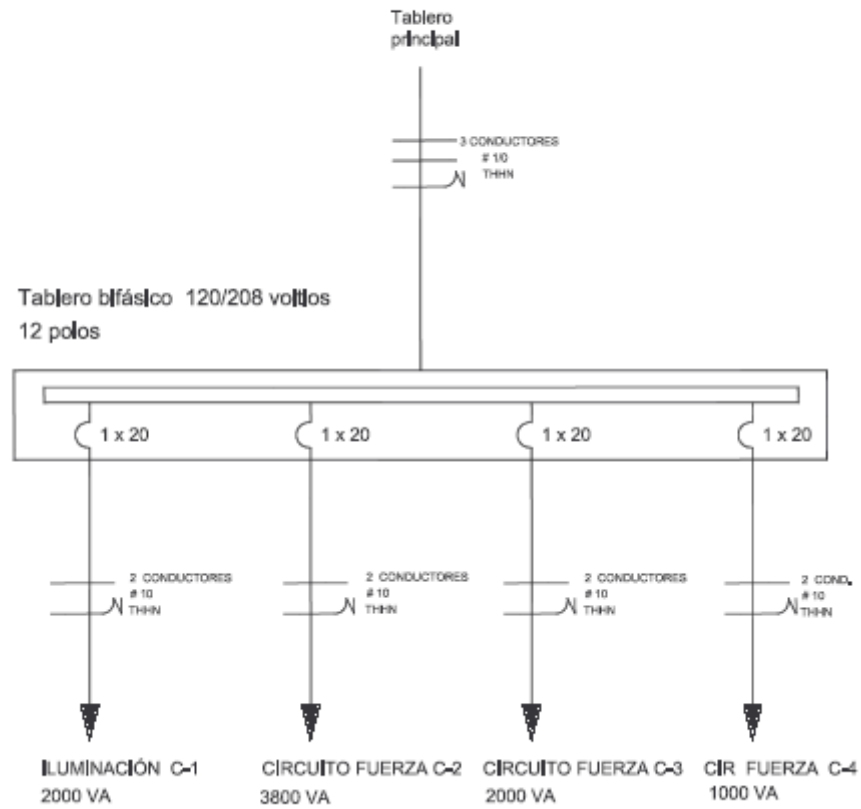 Tablero
principal
3 CONDUCTORES
# 1/0
THHN
N
Tablero bifásico 120/208 voltios
12 polos
1 x 20
1 x 20
1 x 20
1 x 20
2 CONDUCTORES
# 10
THHN
N
2 CONDUCTORES
# 10
THHN
N
2 CONDUCTORES
# 10
THHN
N
2 COND.
# 10
THHN
N
ILUMINACIÓN C-1
2000 VA
CIRCUITO FUERZA C-2
3800 VA
CIRCUITO FUERZA C-3
2000 VA
CIR FUERZA C-4
1000 VA